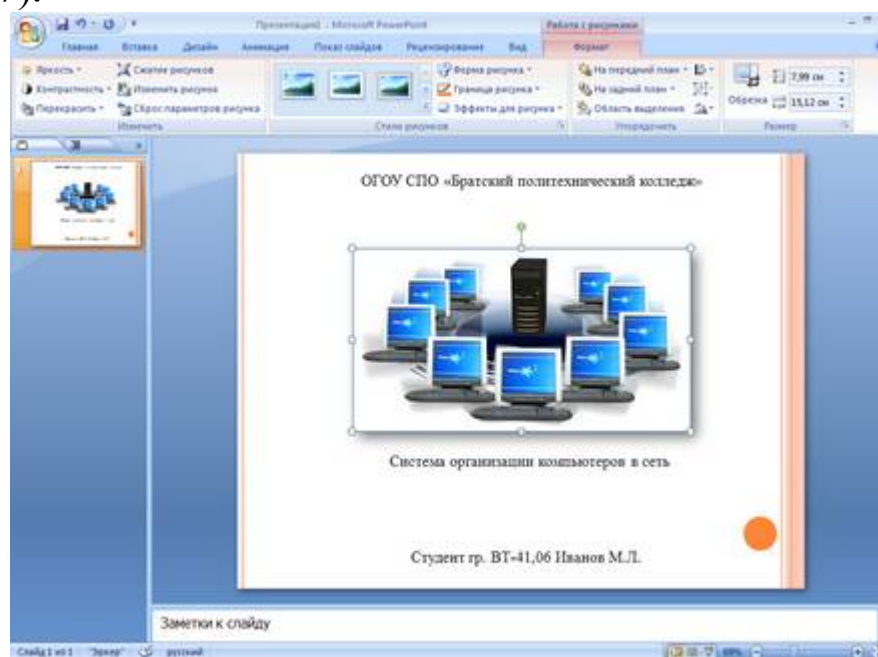 Презентация1 - Microsoft PowerPoint
Работа с рисунками
Главная Вставка Дизайн Анимация Показ слайдов Рецензирование Вид Формат
Яркость
Контрастность
Перекрасить
Сжатие рисунков
Изменить рисунок
Сброс параметров рисунка
Изменить
Форма рисунка
Граница рисунка
Эффекты для рисунка
Стили рисунков
На передний план
На задний план
Область выделения
Упорядочить
Обрезка
7,99 см
15,12 см
Размер
ОГОУ СПО «Братский политехнический колледж»
Система организации компьютеров в сеть
Студент гр. ВТ-41,06 Иванов М.Л.
Заметки к слайду
Слайд 1 из 1 "Эркер" русский